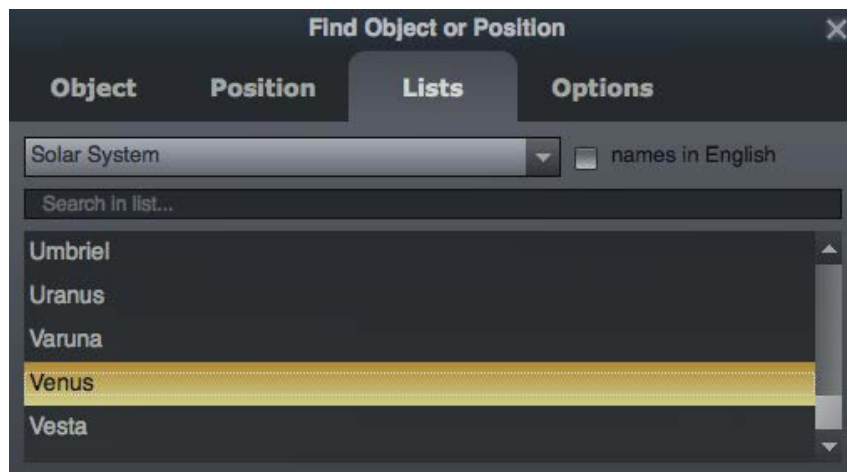 Find Object or Position
Object Position Lists Options
Solar System names in English
Search in list...
Umbriel
Uranus
Varuna
Venus
Vesta